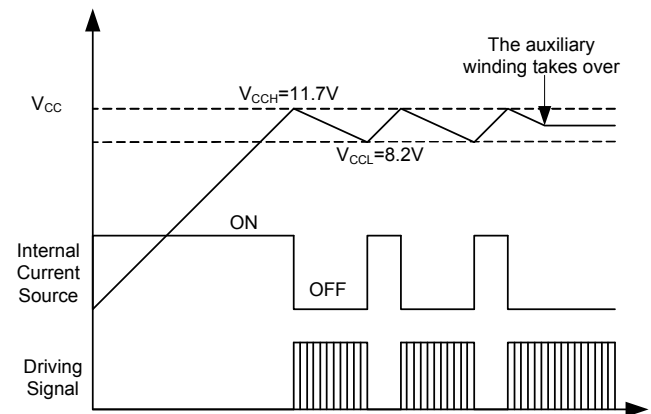 The auxiliary
winding takes over
VCC
VCCH=11.7V
VCCL=8.2V
ON
Internal
Current
Source
OFF
Driving
Signal